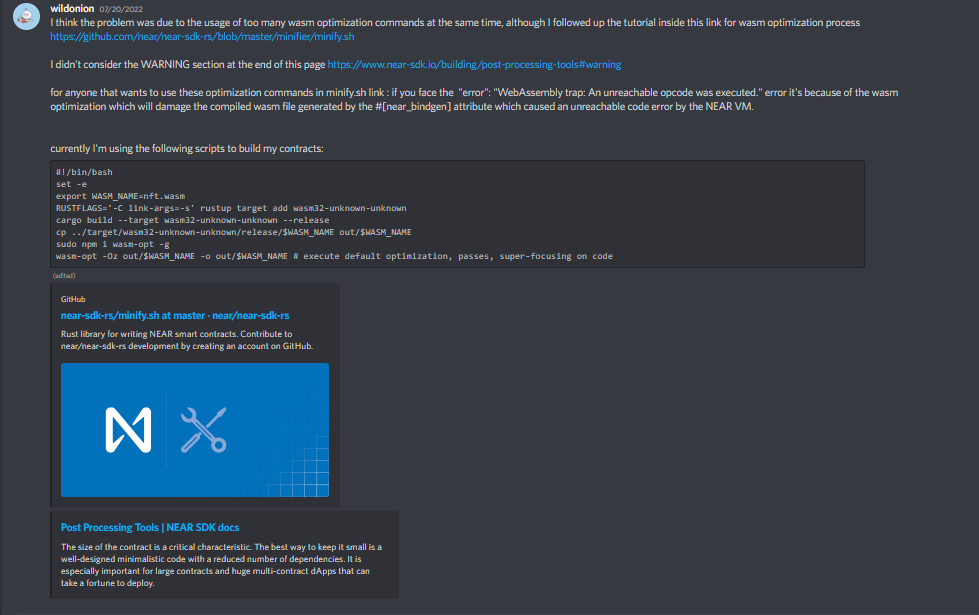 wildonion 07/20/2022
I think the problem was due to the usage of too many wasm optimization commands at the same time, although I followed up the tutorial inside this link for wasm optimization process
https://github.com/near/near-sdk-rs/blob/master/minifier/minify.sh
I didn't consider the WARNING section at the end of this page https://www.near-sdk.io/building/post-processing-tools#warning
for anyone that wants to use these optimization commands in minify.sh link : if you face the "error": "WebAssembly trap: An unreachable opcode was executed." error it's because of the wasm
optimization which will damage the compiled wasm file generated by the #[near_bindgen] attribute which caused an unreachable code error by the NEAR VM.
currently I'm using the following scripts to build my contracts:
#!/bin/bash
set -e
export WASM_NAME=nft.wasm
RUSTFLAGS='-C link-args=-s' rustup target add wasm32-unknown-unknown
cargo build --target wasm32-unknown-unknown --release
cp ../target/wasm32-unknown-unknown/release/$WASM_NAME out/$WASM_NAME
sudo npm i wasm-opt -g
wasm-opt -Oz out/$WASM_NAME -o out/$WASM_NAME # execute default optimization, passes, super-focusing on code
(edited)
GitHub
near-sdk-rs/minify.sh at master · near/near-sdk-rs
Rust library for writing NEAR smart contracts. Contribute to
near/near-sdk-rs development by creating an account on GitHub.
Post Processing Tools | NEAR SDK docs
The size of the contract is a critical characteristic. The best way to keep it small is a
well-designed minimalistic code with a reduced number of dependencies. It is
especially important for large contracts and huge multi-contract dApps that can
take a fortune to deploy.